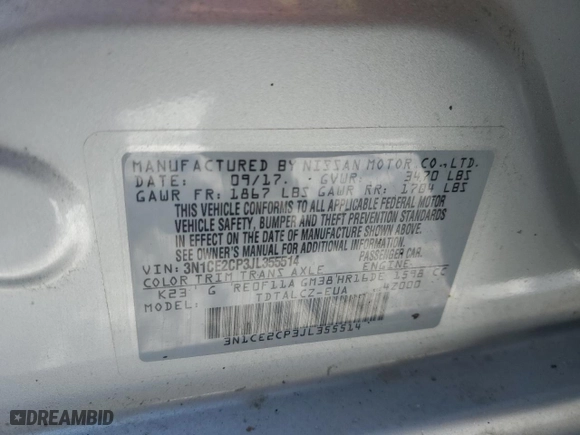 MANUFACTURED BY NISSAN MOTOR.CO.,LTD.
DATE: 09/17. GVWR: 3470 LBS
GAWR FR: 1867 LBS GAWR RR: 1704 LBS
THIS VEHICLE CONFORMS TO ALL APPLICABLE FEDERAL MOTOR
VEHICLE SAFETY, BUMPER AND THEFT PREVENTION STANDARDS
IN EFFECT ON THE DATE OF MANUFACTURE SHOWN ABOVE.
SEE OWNER'S MANUAL FOR ADDITIONAL INFORMATION.
VIN: 3N1CE2CP3JL355514 PASSENGER CAR.
COLOR TRIM TRANS AXLE ENGINE
K23 G RE0F11A GM38 HR16DE 1598 CC
MODEL: TDTALCZ-EUA 42000
3N1CE2CP3JL355514
DREAMBID